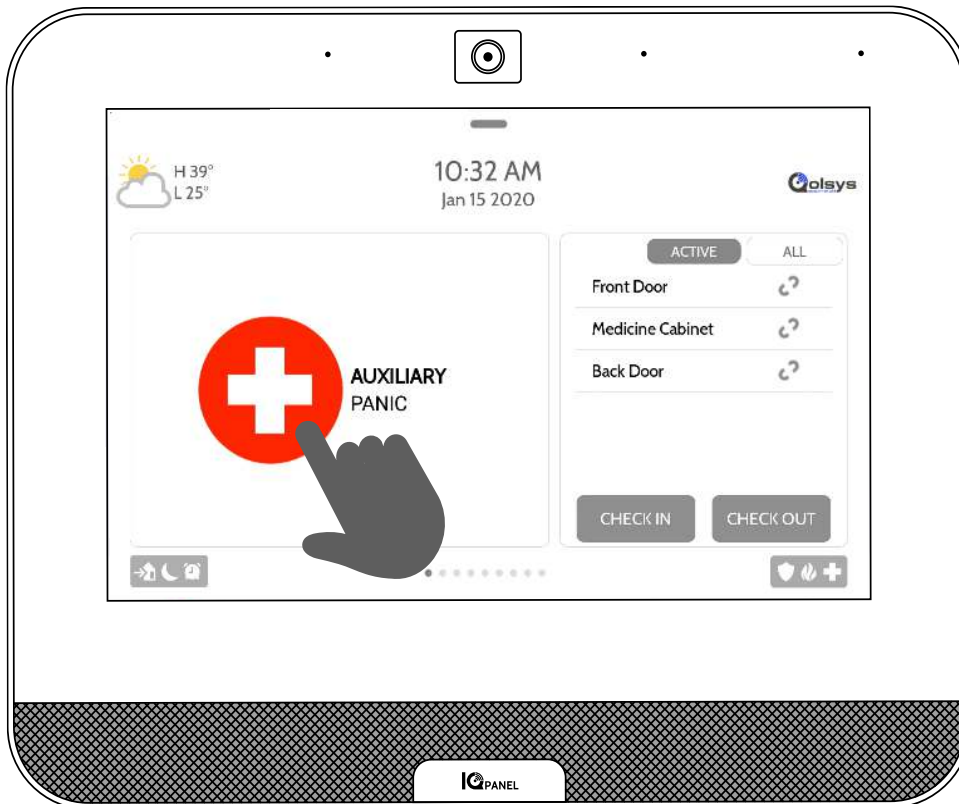 H 39°
L 25°
10:32 AM
Jan 15 2020
Qolsys
AUXILIARY
PANIC
ACTIVE
ALL
Front Door
Medicine Cabinet
Back Door
CHECK IN
CHECK OUT
IQ PANEL